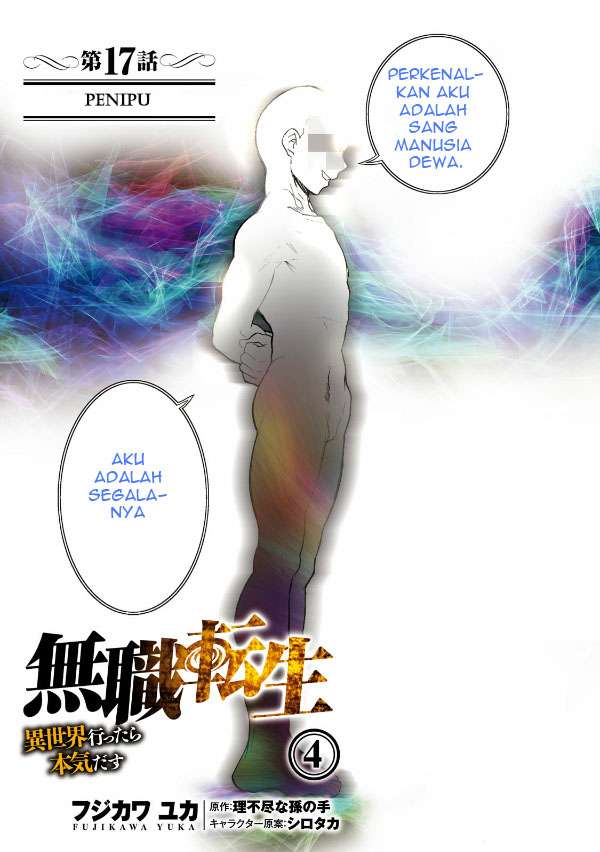 第17話
PENIPU
PERKENAL-
KAN AKU
ADALAH
SANG
MANUSIA
DEWA.
AKU
ADALAH
SEGALA-
NYA
無職転生
異世界行ったら
本気だす
4
フジカワ ユカ
FUJIKAWA YUKA
原作:理不尽な孫の手
キャラクター原案:シロタカ